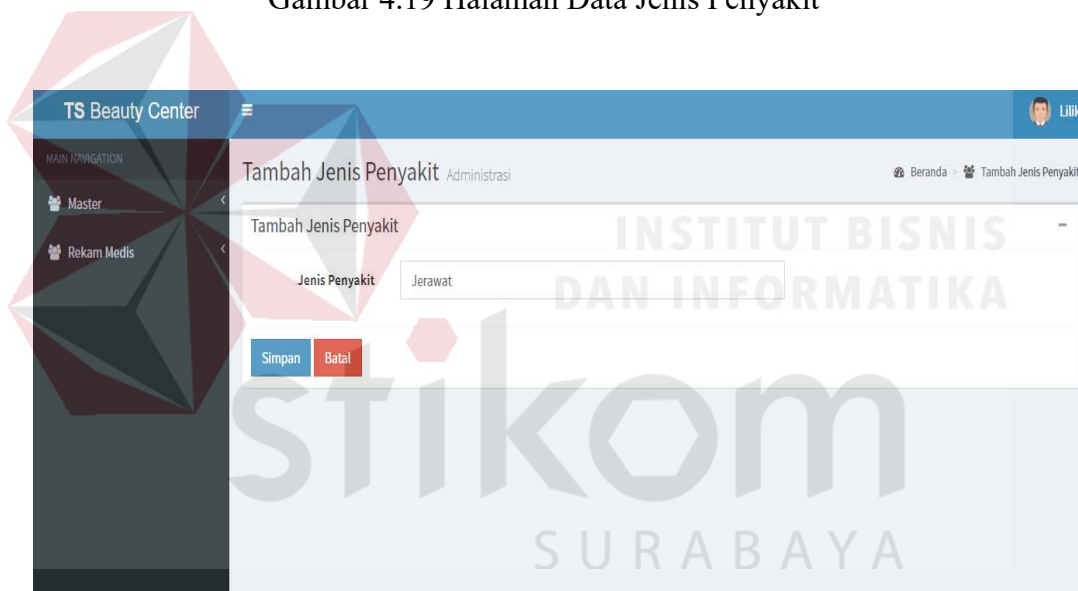 Gambar 4.19 Halaman Data Jenis Penyakit
TS Beauty Center
Lilik
MAIN NAVIGATION
Master
Rekam Medis
Tambah Jenis Penyakit Administrasi
Beranda > Tambah Jenis Penyakit
Tambah Jenis Penyakit
Jenis Penyakit
Jerawat
Simpan
Batal
INSTITUT BISNIS
DAN INFORMATIKA
stikom
SURABAYA